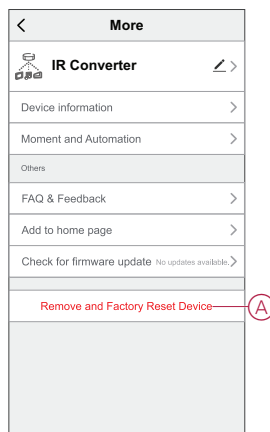 More
IR Converter
Device information
Moment and Automation
Others
FAQ & Feedback
Add to home page
Check for firmware update No updates available.
Remove and Factory Reset Device A